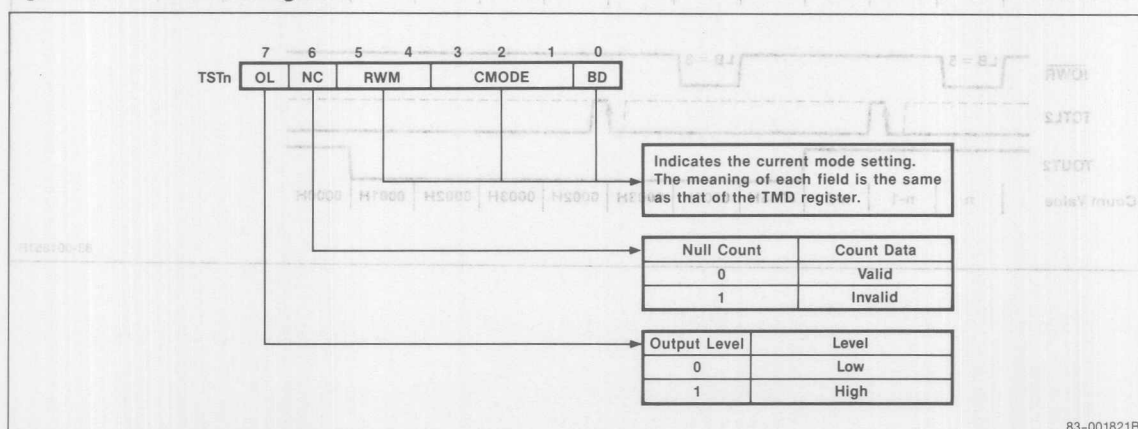 7 6 5 4 3 2 1 0
TSTn OL NC RWM CMODE BD
Indicates the current mode setting.
The meaning of each field is the same
as that of the TMD register.
Null Count Count Data
0 Valid
1 Invalid
Output Level Level
0 Low
1 High
83-001821B